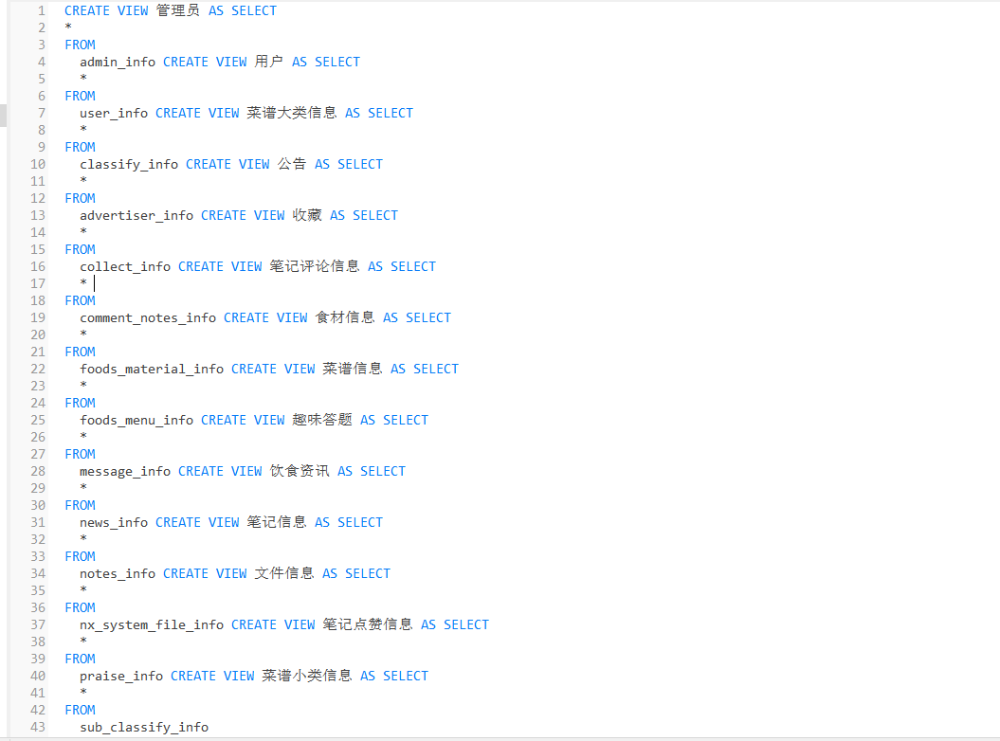 1 CREATE VIEW 管理员 AS SELECT
2 *
3 FROM
4 admin_info CREATE VIEW 用户 AS SELECT
5 *
6 FROM
7 user_info CREATE VIEW 菜谱大类信息 AS SELECT
8 *
9 FROM
10 classify_info CREATE VIEW 公告 AS SELECT
11 *
12 FROM
13 advertiser_info CREATE VIEW 收藏 AS SELECT
14 *
15 FROM
16 collect_info CREATE VIEW 笔记评论信息 AS SELECT
17 *
18 FROM
19 comment_notes_info CREATE VIEW 食材信息 AS SELECT
20 *
21 FROM
22 foods_material_info CREATE VIEW 菜谱信息 AS SELECT
23 *
24 FROM
25 foods_menu_info CREATE VIEW 趣味答题 AS SELECT
26 *
27 FROM
28 message_info CREATE VIEW 饮食资讯 AS SELECT
29 *
30 FROM
31 news_info CREATE VIEW 笔记信息 AS SELECT
32 *
33 FROM
34 notes_info CREATE VIEW 文件信息 AS SELECT
35 *
36 FROM
37 nx_system_file_info CREATE VIEW 笔记点赞信息 AS SELECT
38 *
39 FROM
40 praise_info CREATE VIEW 菜谱小类信息 AS SELECT
41 *
42 FROM
43 sub_classify_info